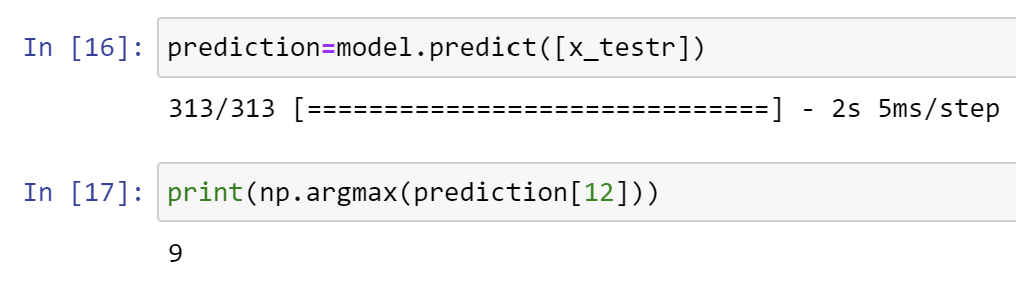 In [16]: prediction=model.predict([x_testr])
313/313 [==============================] - 2s 5ms/step
In [17]: print(np.argmax(prediction[12]))
9